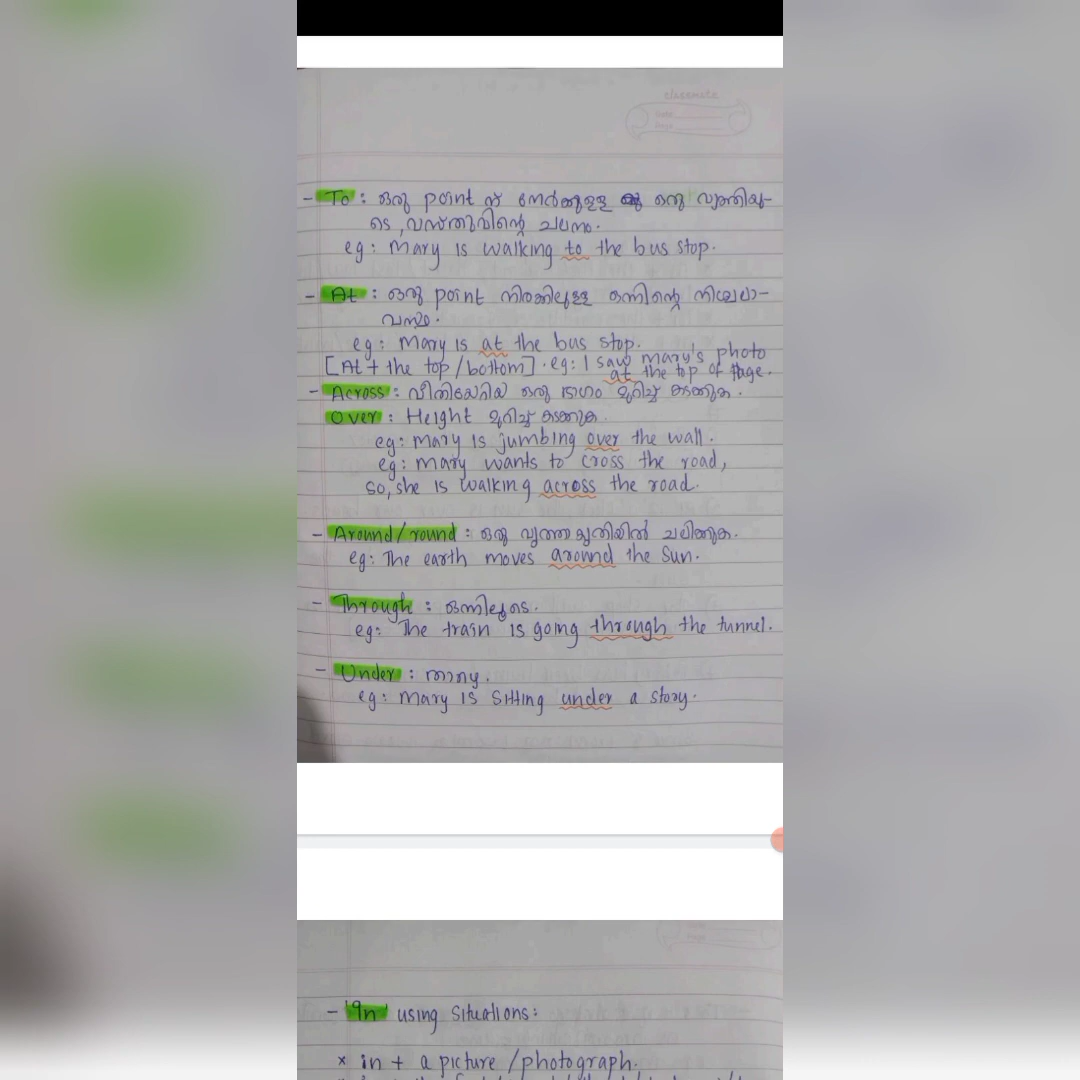 classmate
- To : ഒരു point ന് നേർക്കുളള ഒരു വ്യക്തിയു-
ടെ, വസ്തുവിന്റെ ചലനം.
eg: Mary is walking to the bus stop.
- At : ഒരു point നിരക്കിലുള്ള ഒന്നിന്റെ നിശ്ചലാ-
വസ്ഥ.
eg: Mary is at the bus stop.
[At + the top/bottom]. eg: I saw mary's photo
at the top of Page.
- Across: വീതിയേറിയ ഒരു ഭാഗം മുറിച്ച് കടക്കുക.
Over : Height മുറിച്ച് കടക്കുക.
eg: Mary is jumbing over the wall.
eg: Mary wants to cross the road,
so, she is walking across the road.
- Around/round : ഒരു വൃത്താകൃതിയിൽ ചലിക്കുക.
eg: The earth moves around the Sun.
- Through : ഒന്നിലൂടെ.
eg: The train is going through the tunnel.
- Under : താഴെ.
eg: Mary is sitting under a story.
- 'In' using Situations:
x in + a picture /photograph.